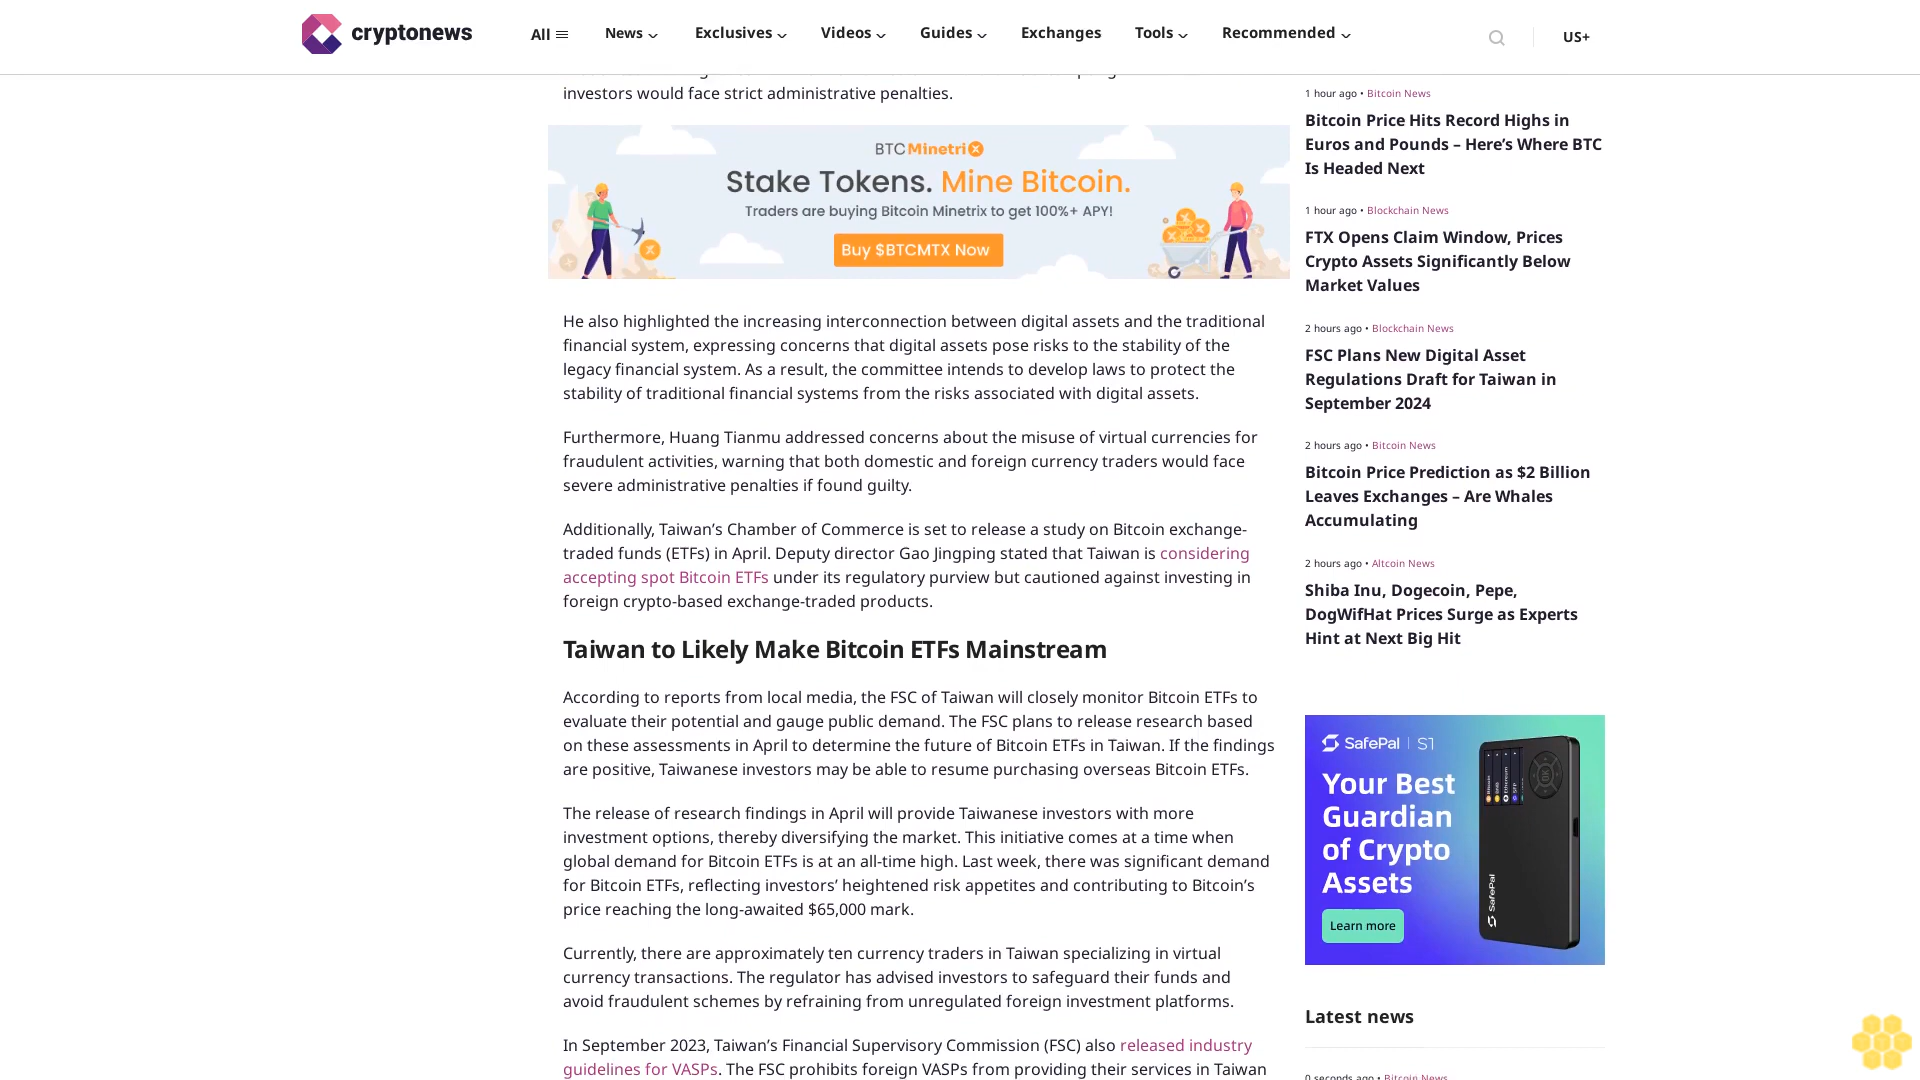 cryptonews
All
News
Exclusives
Videos
Guides
Exchanges
Tools
Recommended
US+
investors would face strict administrative penalties.
BTC Minetrix
Stake Tokens. Mine Bitcoin.
Traders are buying Bitcoin Minetrix to get 100%+ APY!
Buy $BTCMTX Now
He also highlighted the increasing interconnection between digital assets and the traditional
financial system, expressing concerns that digital assets pose risks to the stability of the
legacy financial system. As a result, the committee intends to develop laws to protect the
stability of traditional financial systems from the risks associated with digital assets.
Furthermore, Huang Tianmu addressed concerns about the misuse of virtual currencies for
fraudulent activities, warning that both domestic and foreign currency traders would face
severe administrative penalties if found guilty.
Additionally, Taiwan’s Chamber of Commerce is set to release a study on Bitcoin exchange-
traded funds (ETFs) in April. Deputy director Gao Jingping stated that Taiwan is considering
accepting spot Bitcoin ETFs under its regulatory purview but cautioned against investing in
foreign crypto-based exchange-traded products.
Taiwan to Likely Make Bitcoin ETFs Mainstream
According to reports from local media, the FSC of Taiwan will closely monitor Bitcoin ETFs to
evaluate their potential and gauge public demand. The FSC plans to release research based
on these assessments in April to determine the future of Bitcoin ETFs in Taiwan. If the findings
are positive, Taiwanese investors may be able to resume purchasing overseas Bitcoin ETFs.
The release of research findings in April will provide Taiwanese investors with more
investment options, thereby diversifying the market. This initiative comes at a time when
global demand for Bitcoin ETFs is at an all-time high. Last week, there was significant demand
for Bitcoin ETFs, reflecting investors’ heightened risk appetites and contributing to Bitcoin’s
price reaching the long-awaited $65,000 mark.
Currently, there are approximately ten currency traders in Taiwan specializing in virtual
currency transactions. The regulator has advised investors to safeguard their funds and
avoid fraudulent schemes by refraining from unregulated foreign investment platforms.
In September 2023, Taiwan’s Financial Supervisory Commission (FSC) also released industry
guidelines for VASPs. The FSC prohibits foreign VASPs from providing their services in Taiwan
1 hour ago • Bitcoin News
Bitcoin Price Hits Record Highs in
Euros and Pounds – Here’s Where BTC
Is Headed Next
1 hour ago • Blockchain News
FTX Opens Claim Window, Prices
Crypto Assets Significantly Below
Market Values
2 hours ago • Blockchain News
FSC Plans New Digital Asset
Regulations Draft for Taiwan in
September 2024
2 hours ago • Bitcoin News
Bitcoin Price Prediction as $2 Billion
Leaves Exchanges – Are Whales
Accumulating
2 hours ago • Altcoin News
Shiba Inu, Dogecoin, Pepe,
DogWifHat Prices Surge as Experts
Hint at Next Big Hit
SafePal | S1
Your Best
Guardian
of Crypto
Assets
Learn more
SafePal
OK
Latest news
0 seconds ago • Bitcoin News